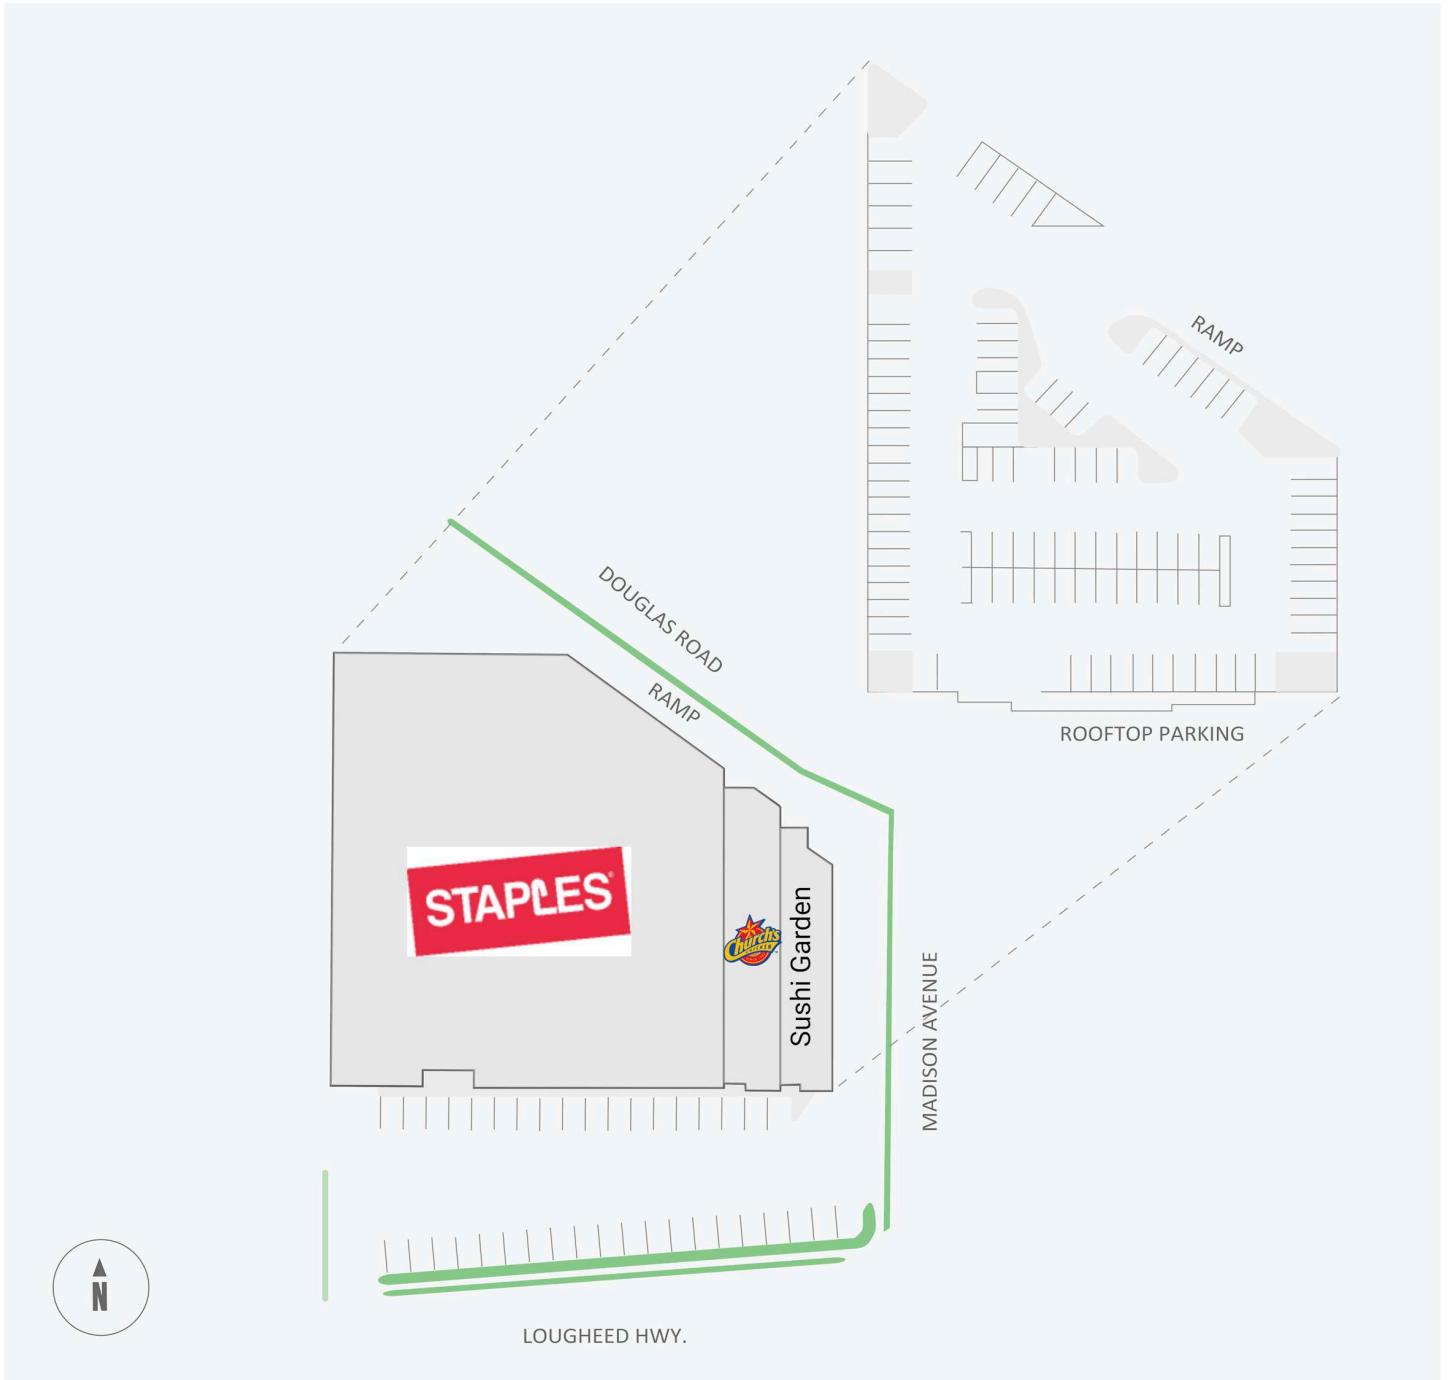 RAMP
DOUGLAS ROAD
RAMP
ROOFTOP PARKING
STAPLES
Church's
Sushi Garden
MADISON AVENUE
N
LOUGHEED HWY.